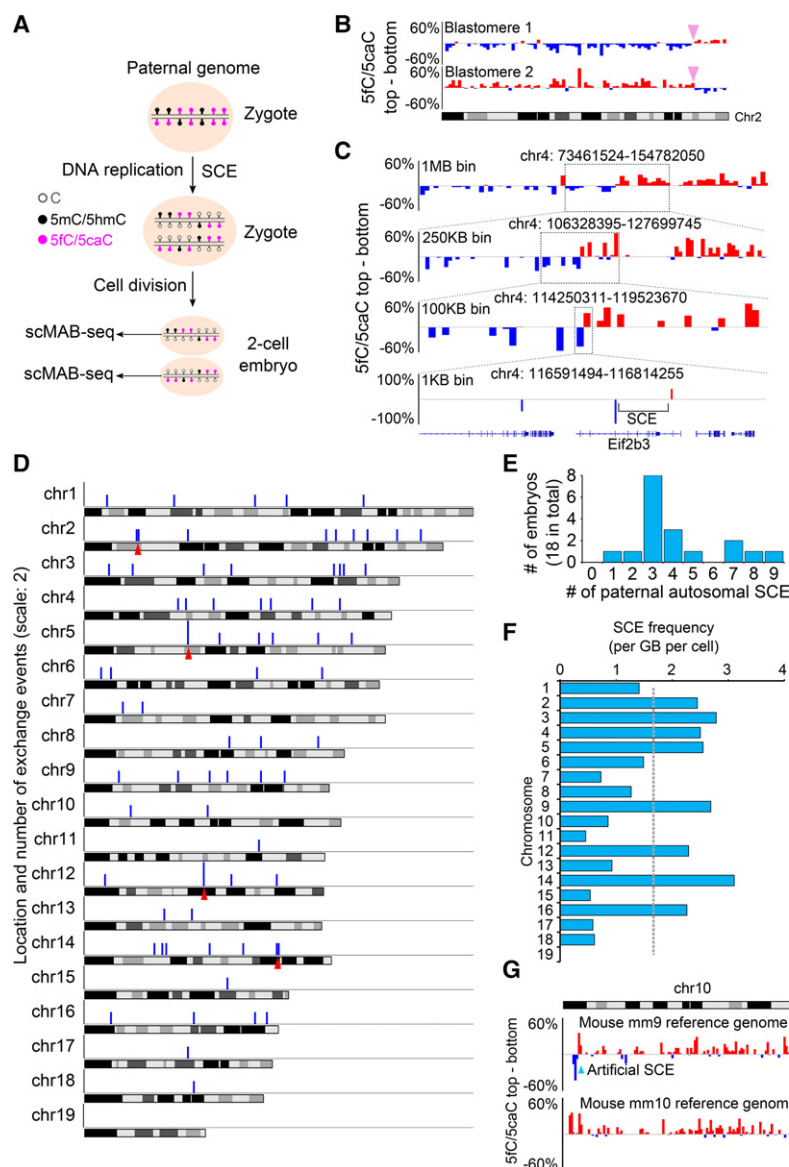 A
Paternal genome
Zygote
DNA replication
SCE
C
5mC/5hmC
5fC/5caC
Zygote
Cell division
scMAB-seq
scMAB-seq
2-cell
embryo
B
5fC/5caC
top - bottom
60%
-60%
60%
-60%
Blastomere 1
Blastomere 2
Chr2
C
5fC/5caC top - bottom
chr4: 73461524-154782050
60%
1MB bin
-60%
chr4: 106328395-127699745
60%
250KB bin
-60%
chr4: 114250311-119523670
60%
100KB bin
-60%
100%
1KB bin
chr4: 116591494-116814255
-100%
SCE
Eif2b3
D
Location and number of exchange events (scale: 2)
chr1
chr2
chr3
chr4
chr5
chr6
chr7
chr8
chr9
chr10
chr11
chr12
chr13
chr14
chr15
chr16
chr17
chr18
chr19
E
# of embryos
(18 in total)
8
6
4
2
0
0 1 2 3 4 5 6 7 8 9
# of paternal autosomal SCE
F
SCE frequency
(per GB per cell)
0 1 2 3 4
Chromosome
1
2
3
4
5
6
7
8
9
10
11
12
13
14
15
16
17
18
19
G
chr10
5fC/5caC top - bottom
60%
Mouse mm9 reference genome
Artificial SCE
-60%
60%
Mouse mm10 reference genom
-60%